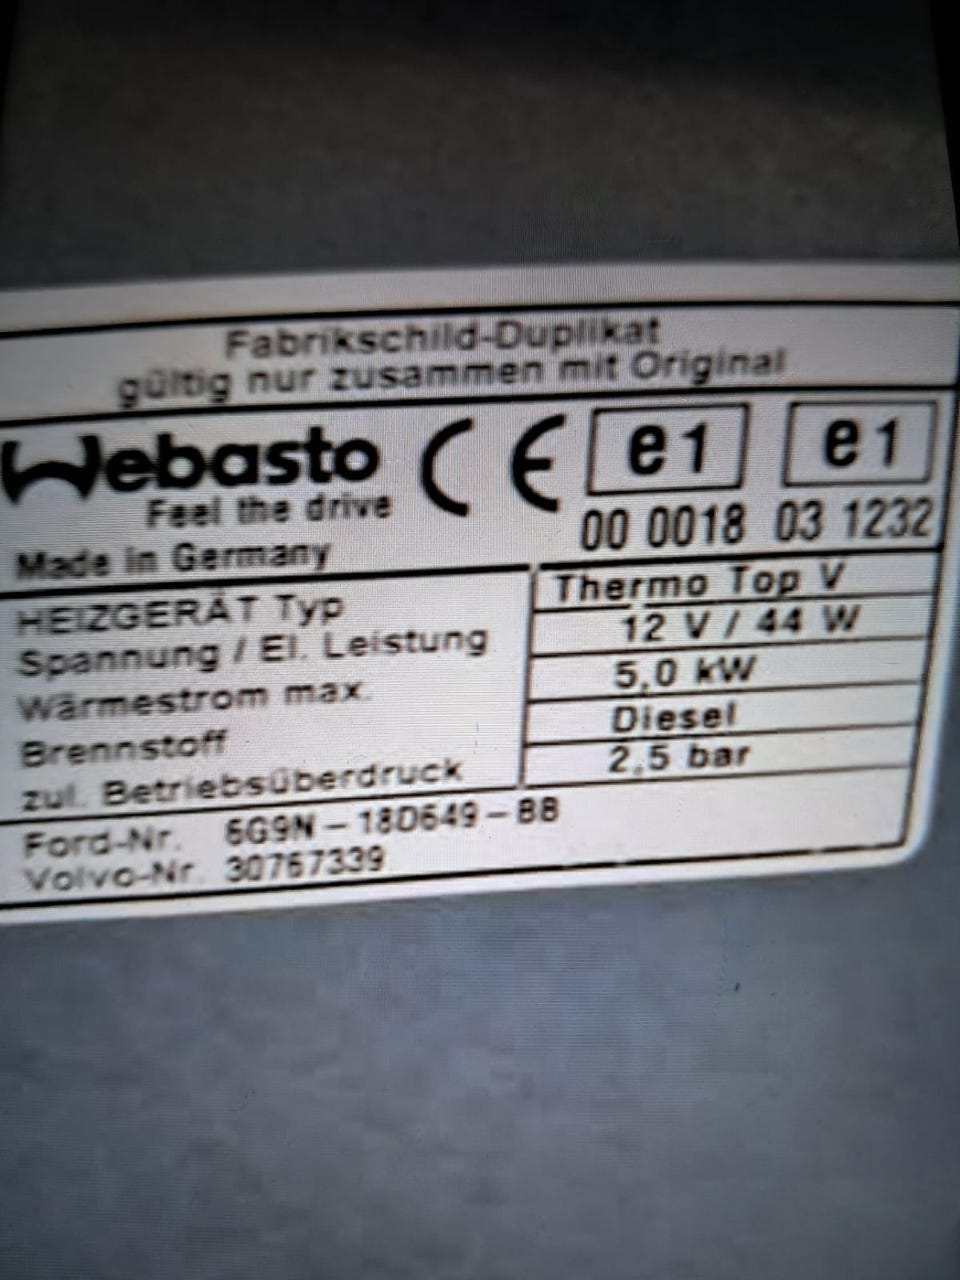 Fabrikschild-Duplikat
gültig nur zusammen mit Original
Webasto CE e1 e1
Feel the drive
00 0018 03 1232
Made in Germany
HEIZGERÄT Typ Thermo Top V
Spannung / El. Leistung 12 V / 44 W
Wärmestrom max. 5,0 kW
Brennstoff Diesel
zul. Betriebsüberdruck 2,5 bar
Ford-Nr. 6G9N - 18D649 - BB
Volvo-Nr. 30767339